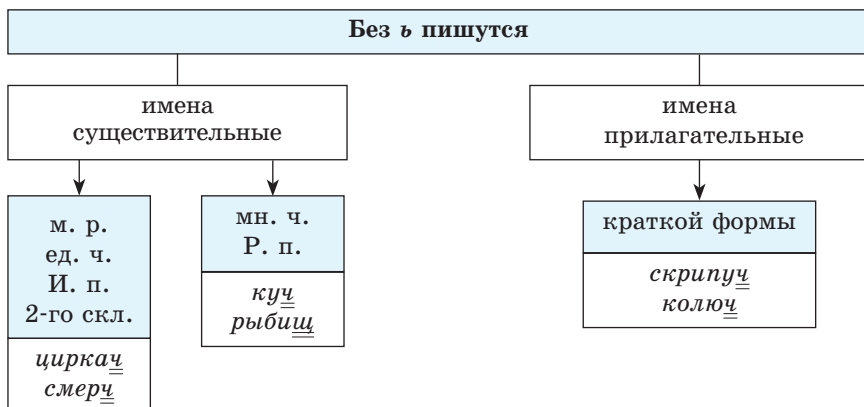 Без ь пишутся
имена
существительные
имена
прилагательные
м. р.
ед. ч.
И. п.
2-го скл.
циркач
смерч
мн. ч.
Р. п.
куч
рыбищ
краткой формы
скрипуч
колюч